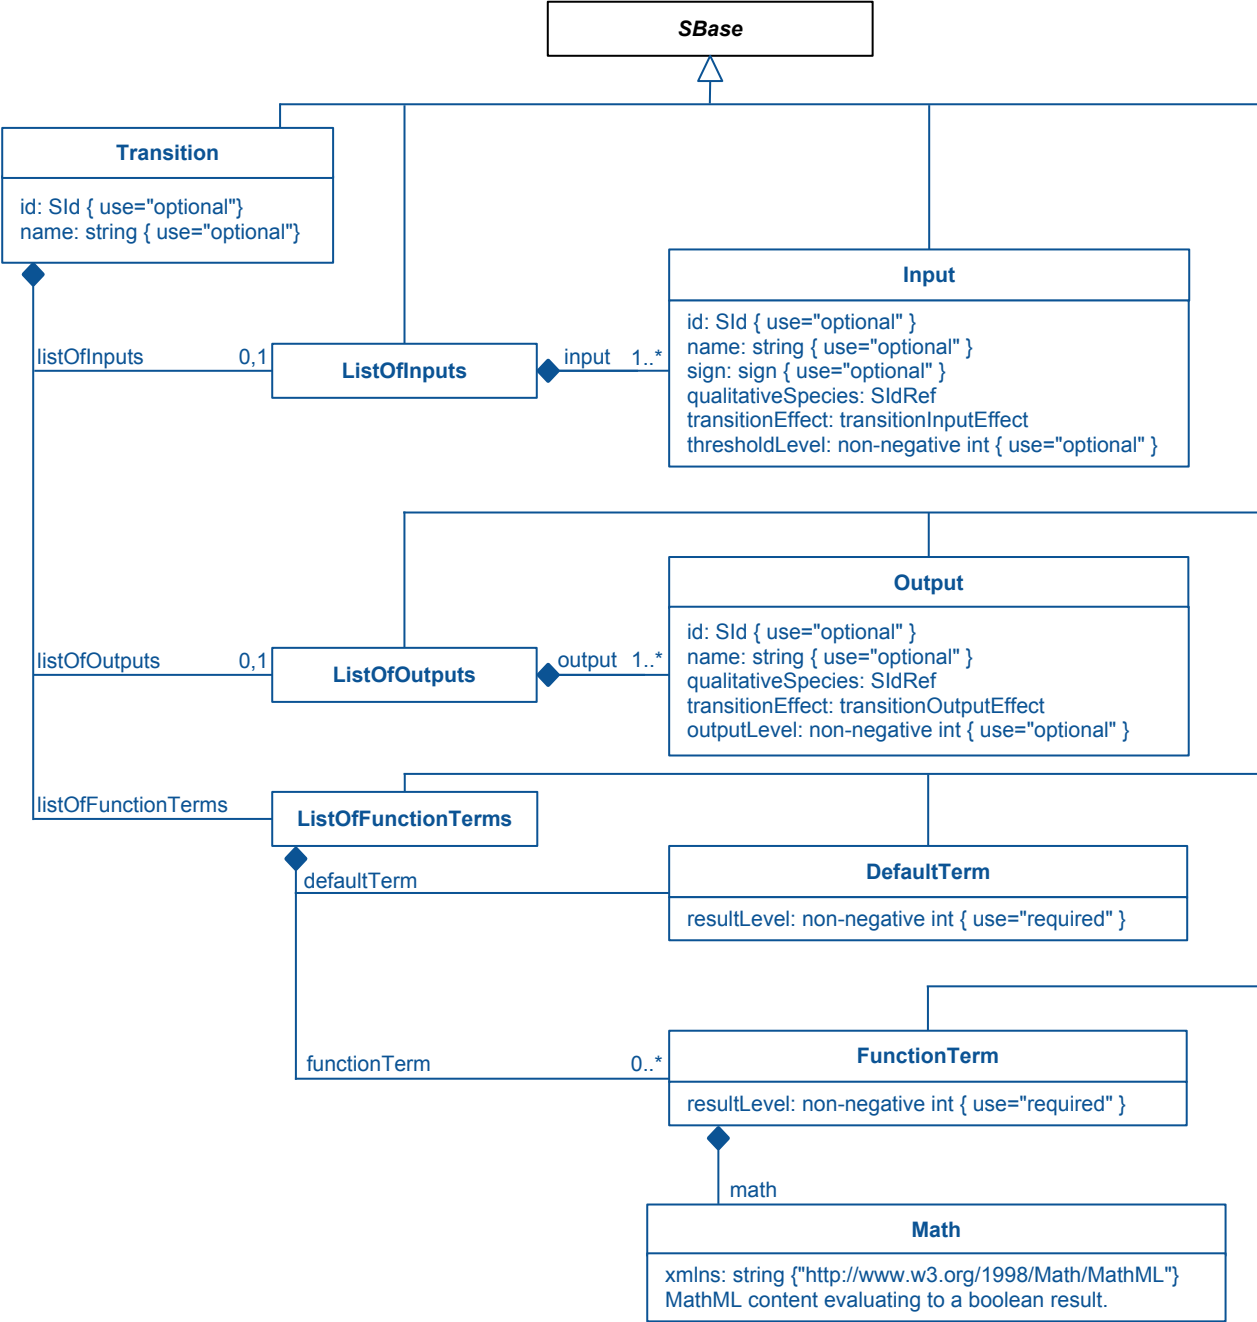 SBase
Transition
id: SId { use="optional"}
name: string { use="optional"}
Input
id: SId { use="optional" }
name: string { use="optional" }
sign: sign { use="optional" }
qualitativeSpecies: SIdRef
transitionEffect: transitionInputEffect
thresholdLevel: non-negative int { use="optional" }
listOfInputs 0,1
ListOfInputs
input 1..*
Output
id: SId { use="optional" }
name: string { use="optional" }
qualitativeSpecies: SIdRef
transitionEffect: transitionOutputEffect
outputLevel: non-negative int { use="optional" }
listOfOutputs 0,1
ListOfOutputs
output 1..*
listOfFunctionTerms
ListOfFunctionTerms
defaultTerm
DefaultTerm
resultLevel: non-negative int { use="required" }
functionTerm 0..*
FunctionTerm
resultLevel: non-negative int { use="required" }
math
Math
xmlns: string {"http://www.w3.org/1998/Math/MathML"}
MathML content evaluating to a boolean result.